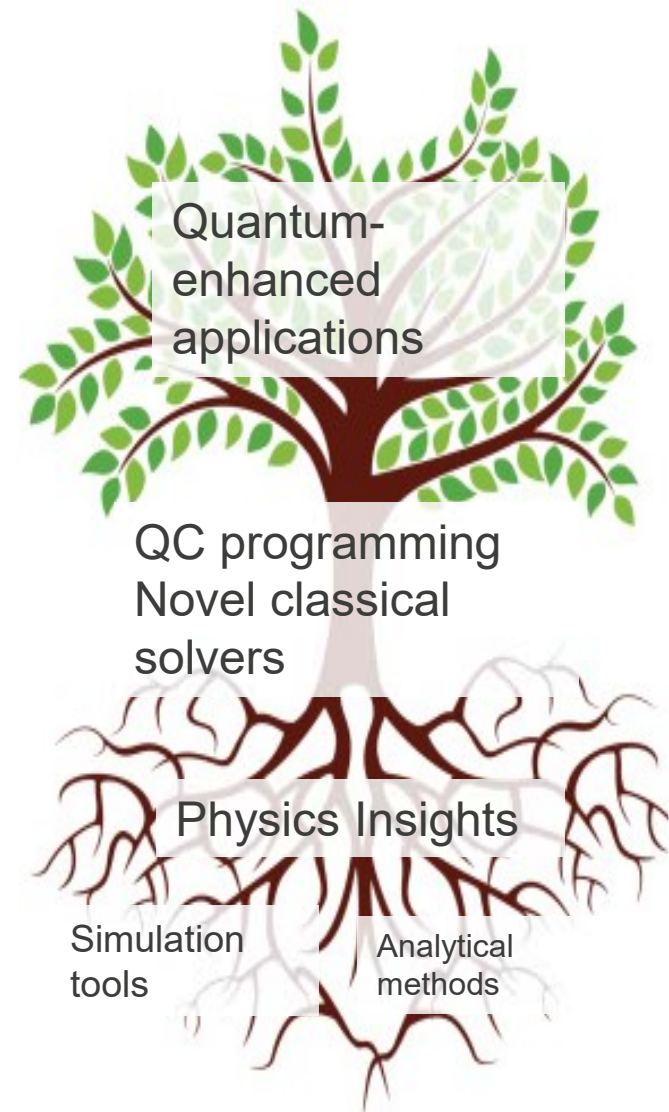 Quantum-
enhanced
applications
QC programming
Novel classical
solvers
Physics Insights
Simulation
tools
Analytical
methods